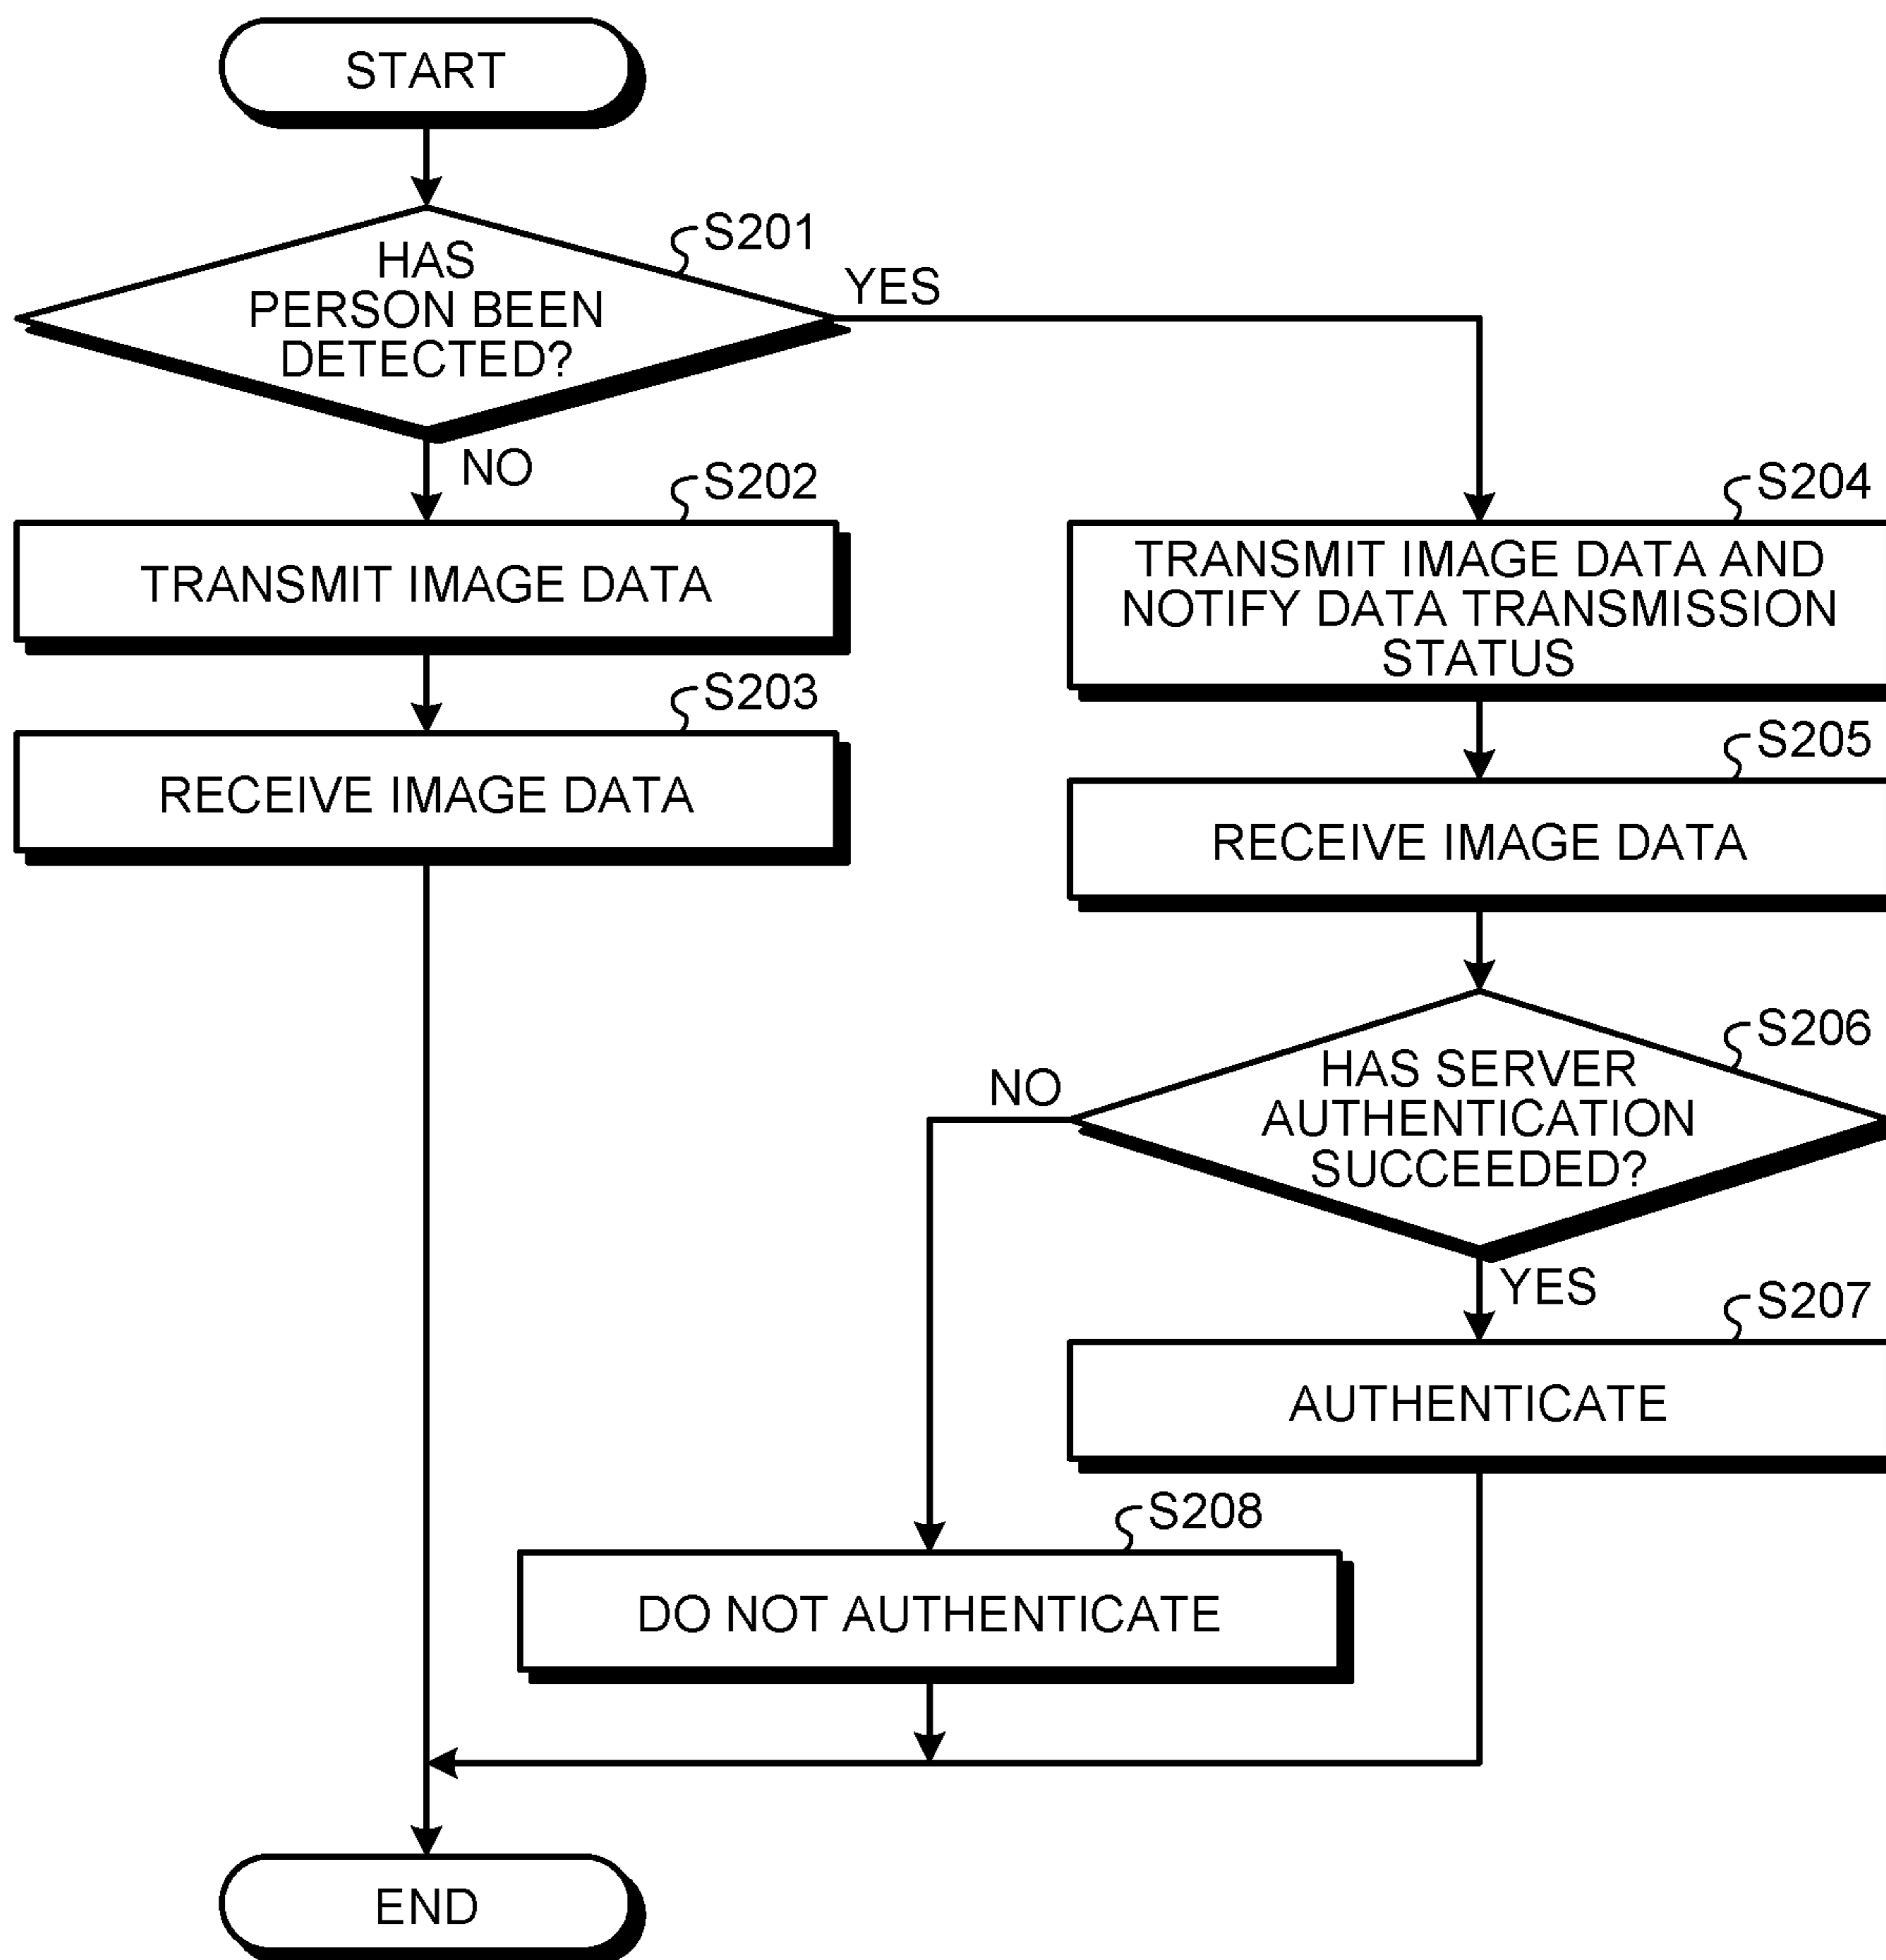 START
S201
HAS
PERSON BEEN
DETECTED?
YES
NO
S202
TRANSMIT IMAGE DATA
S203
RECEIVE IMAGE DATA
S204
TRANSMIT IMAGE DATA AND
NOTIFY DATA TRANSMISSION
STATUS
S205
RECEIVE IMAGE DATA
S206
HAS SERVER
AUTHENTICATION
SUCCEEDED?
NO
YES
S207
AUTHENTICATE
S208
DO NOT AUTHENTICATE
END